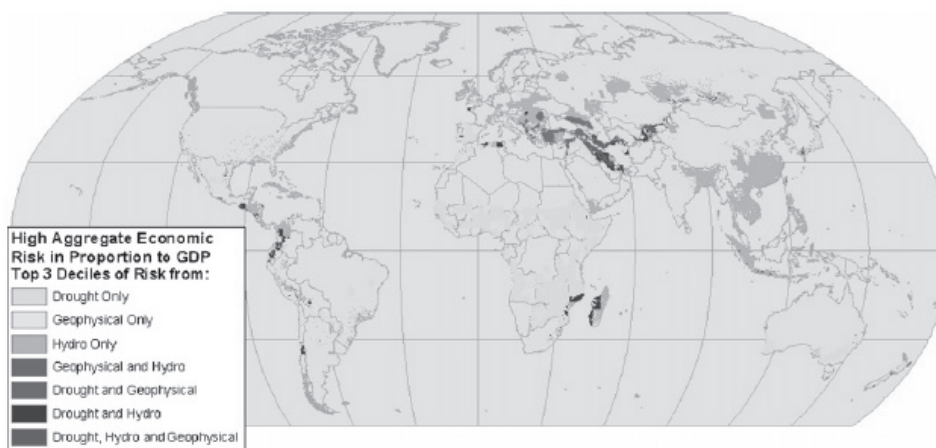 High Aggregate Economic
Risk in Proportion to GDP
Top 3 Deciles of Risk from:
Drought Only
Geophysical Only
Hydro Only
Geophysical and Hydro
Drought and Geophysical
Drought and Hydro
Drought, Hydro and Geophysical